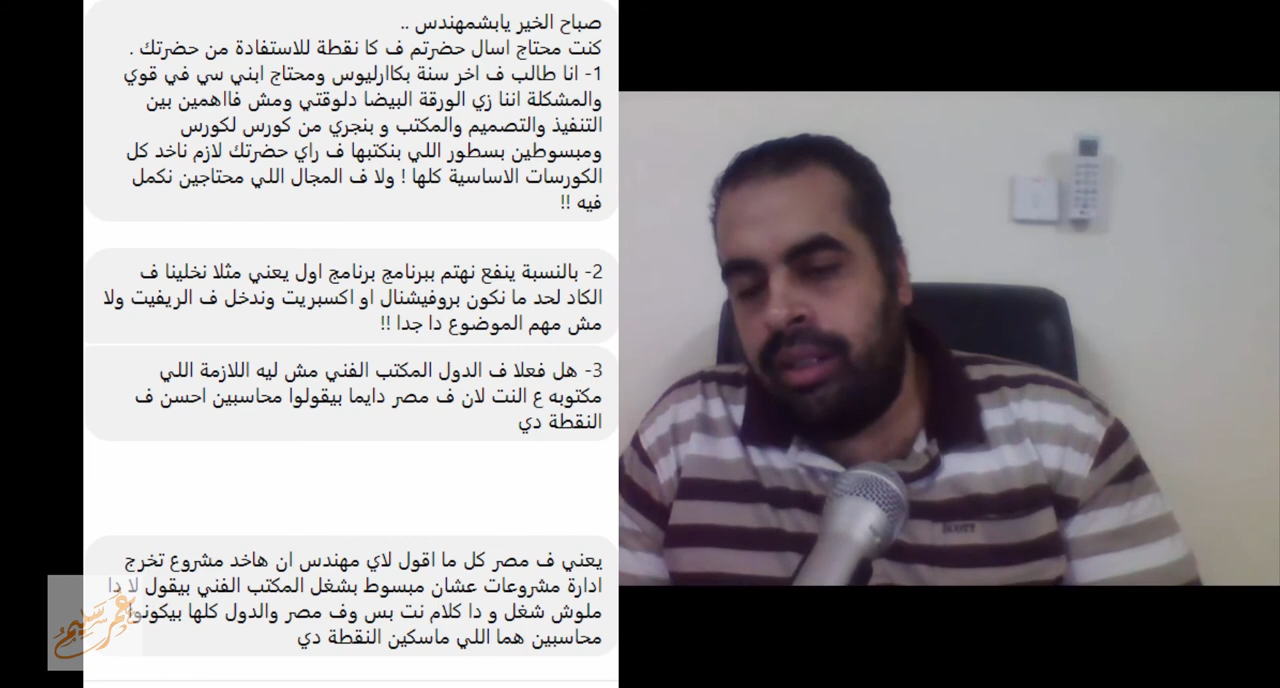 صباح الخير يابشمهندس ..
كنت محتاج اسال حضرتم ف كا نقطة للاستفادة من حضرتك .
1- انا طالب ف اخر سنة بكاارليوس ومحتاج ابني سي في قوي
والمشكلة اننا زي الورقة البيضا دلوقتي ومش فااهمين بين
التنفيذ والتصميم والمكتب و بنجري من كورس لكورس
ومبسوطين بسطور اللي بنكتبها ف راي حضرتك لازم ناخد كل
الكورسات الاساسية كلها ! ولا ف المجال اللي محتاجين نكمل
فيه !!
2- بالنسبة ينفع نهتم ببرنامج برنامج اول يعني مثلا نخلينا ف
الكاد لحد ما نكون بروفيشنال او اكسبريت وندخل ف الريفيت ولا
مش مهم الموضوع دا جدا !!
3- هل فعلا ف الدول المكتب الفني مش ليه اللازمة اللي
مكتوبه ع النت لان ف مصر دايما بيقولوا محاسبين احسن ف
النقطة دي
يعني ف مصر كل ما اقول لاي مهندس ان هاخد مشروع تخرج
ادارة مشروعات عشان مبسوط بشغل المكتب الفني بيقول لا دا
ملوش شغل و دا كلام نت بس وف مصر والدول كلها بيكونوا
محاسبين هما اللي ماسكين النقطة دي
عمر سليم
SCOTT